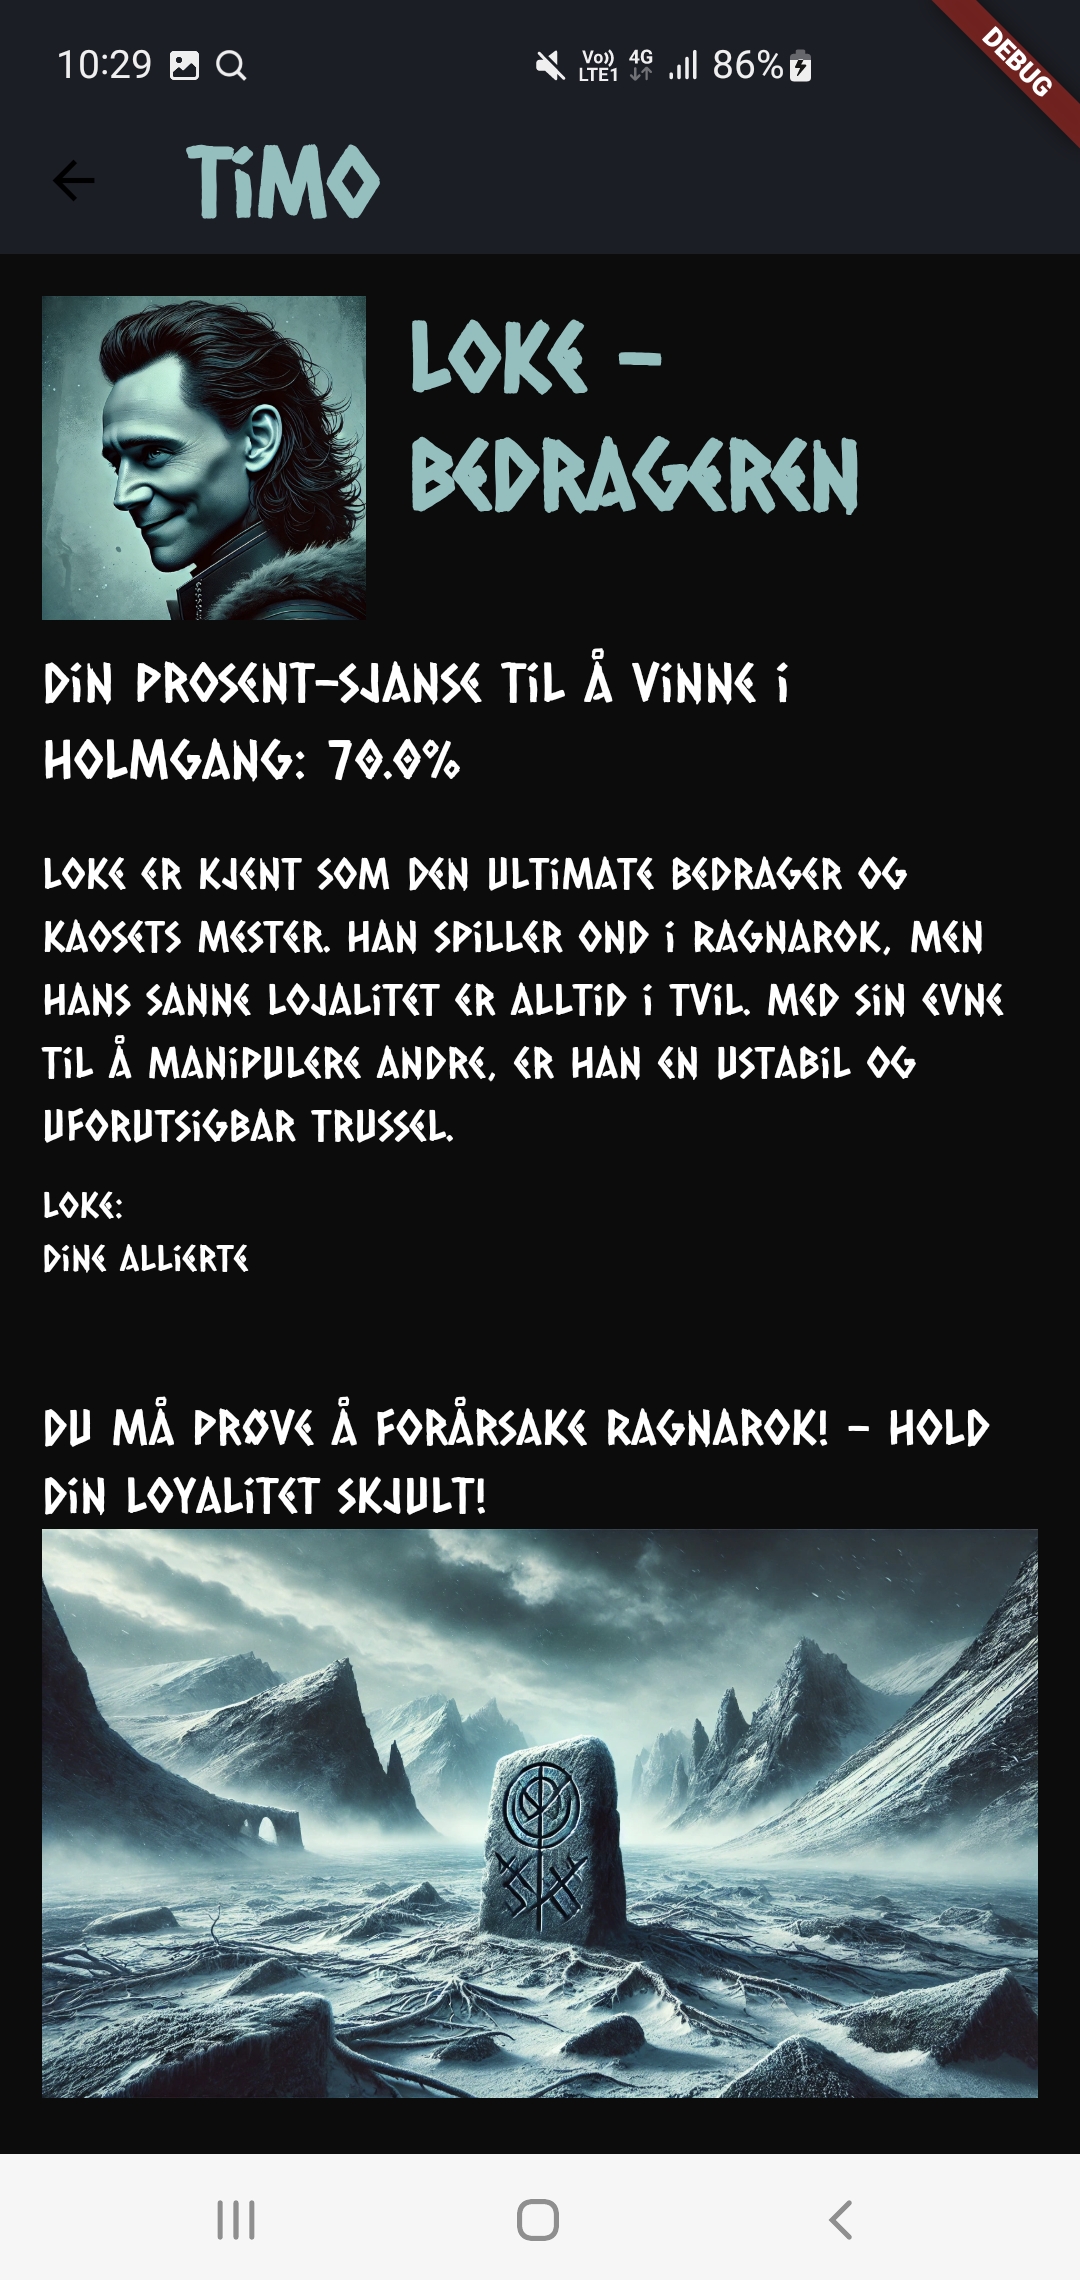 10:29
Vo)) LTE1 4G 86%
DEBUG
TiMO
LOKE –
BEDRAGEREN
DiN PROSENT-SJANSE TiL Å ViNNE i
HOLMGANG: 70.0%
LOKE ER KJENT SOM DEN ULTiMATE BEDRAGER OG
KAOSETS MESTER. HAN SPiLLER OND i RAGNAROK, MEN
HANS SANNE LOJALiTET ER ALLTiD i TViL. MED SiN EVNE
TiL Å MANiPULERE ANDRE, ER HAN EN USTABiL OG
UFORUTSiGBAR TRUSSEL.
LOKE:
DiNE ALLiERTE
DU MÅ PRØVE Å FORÅRSAKE RAGNAROK! – HOLD
DiN LOYALiTET SKJULT!